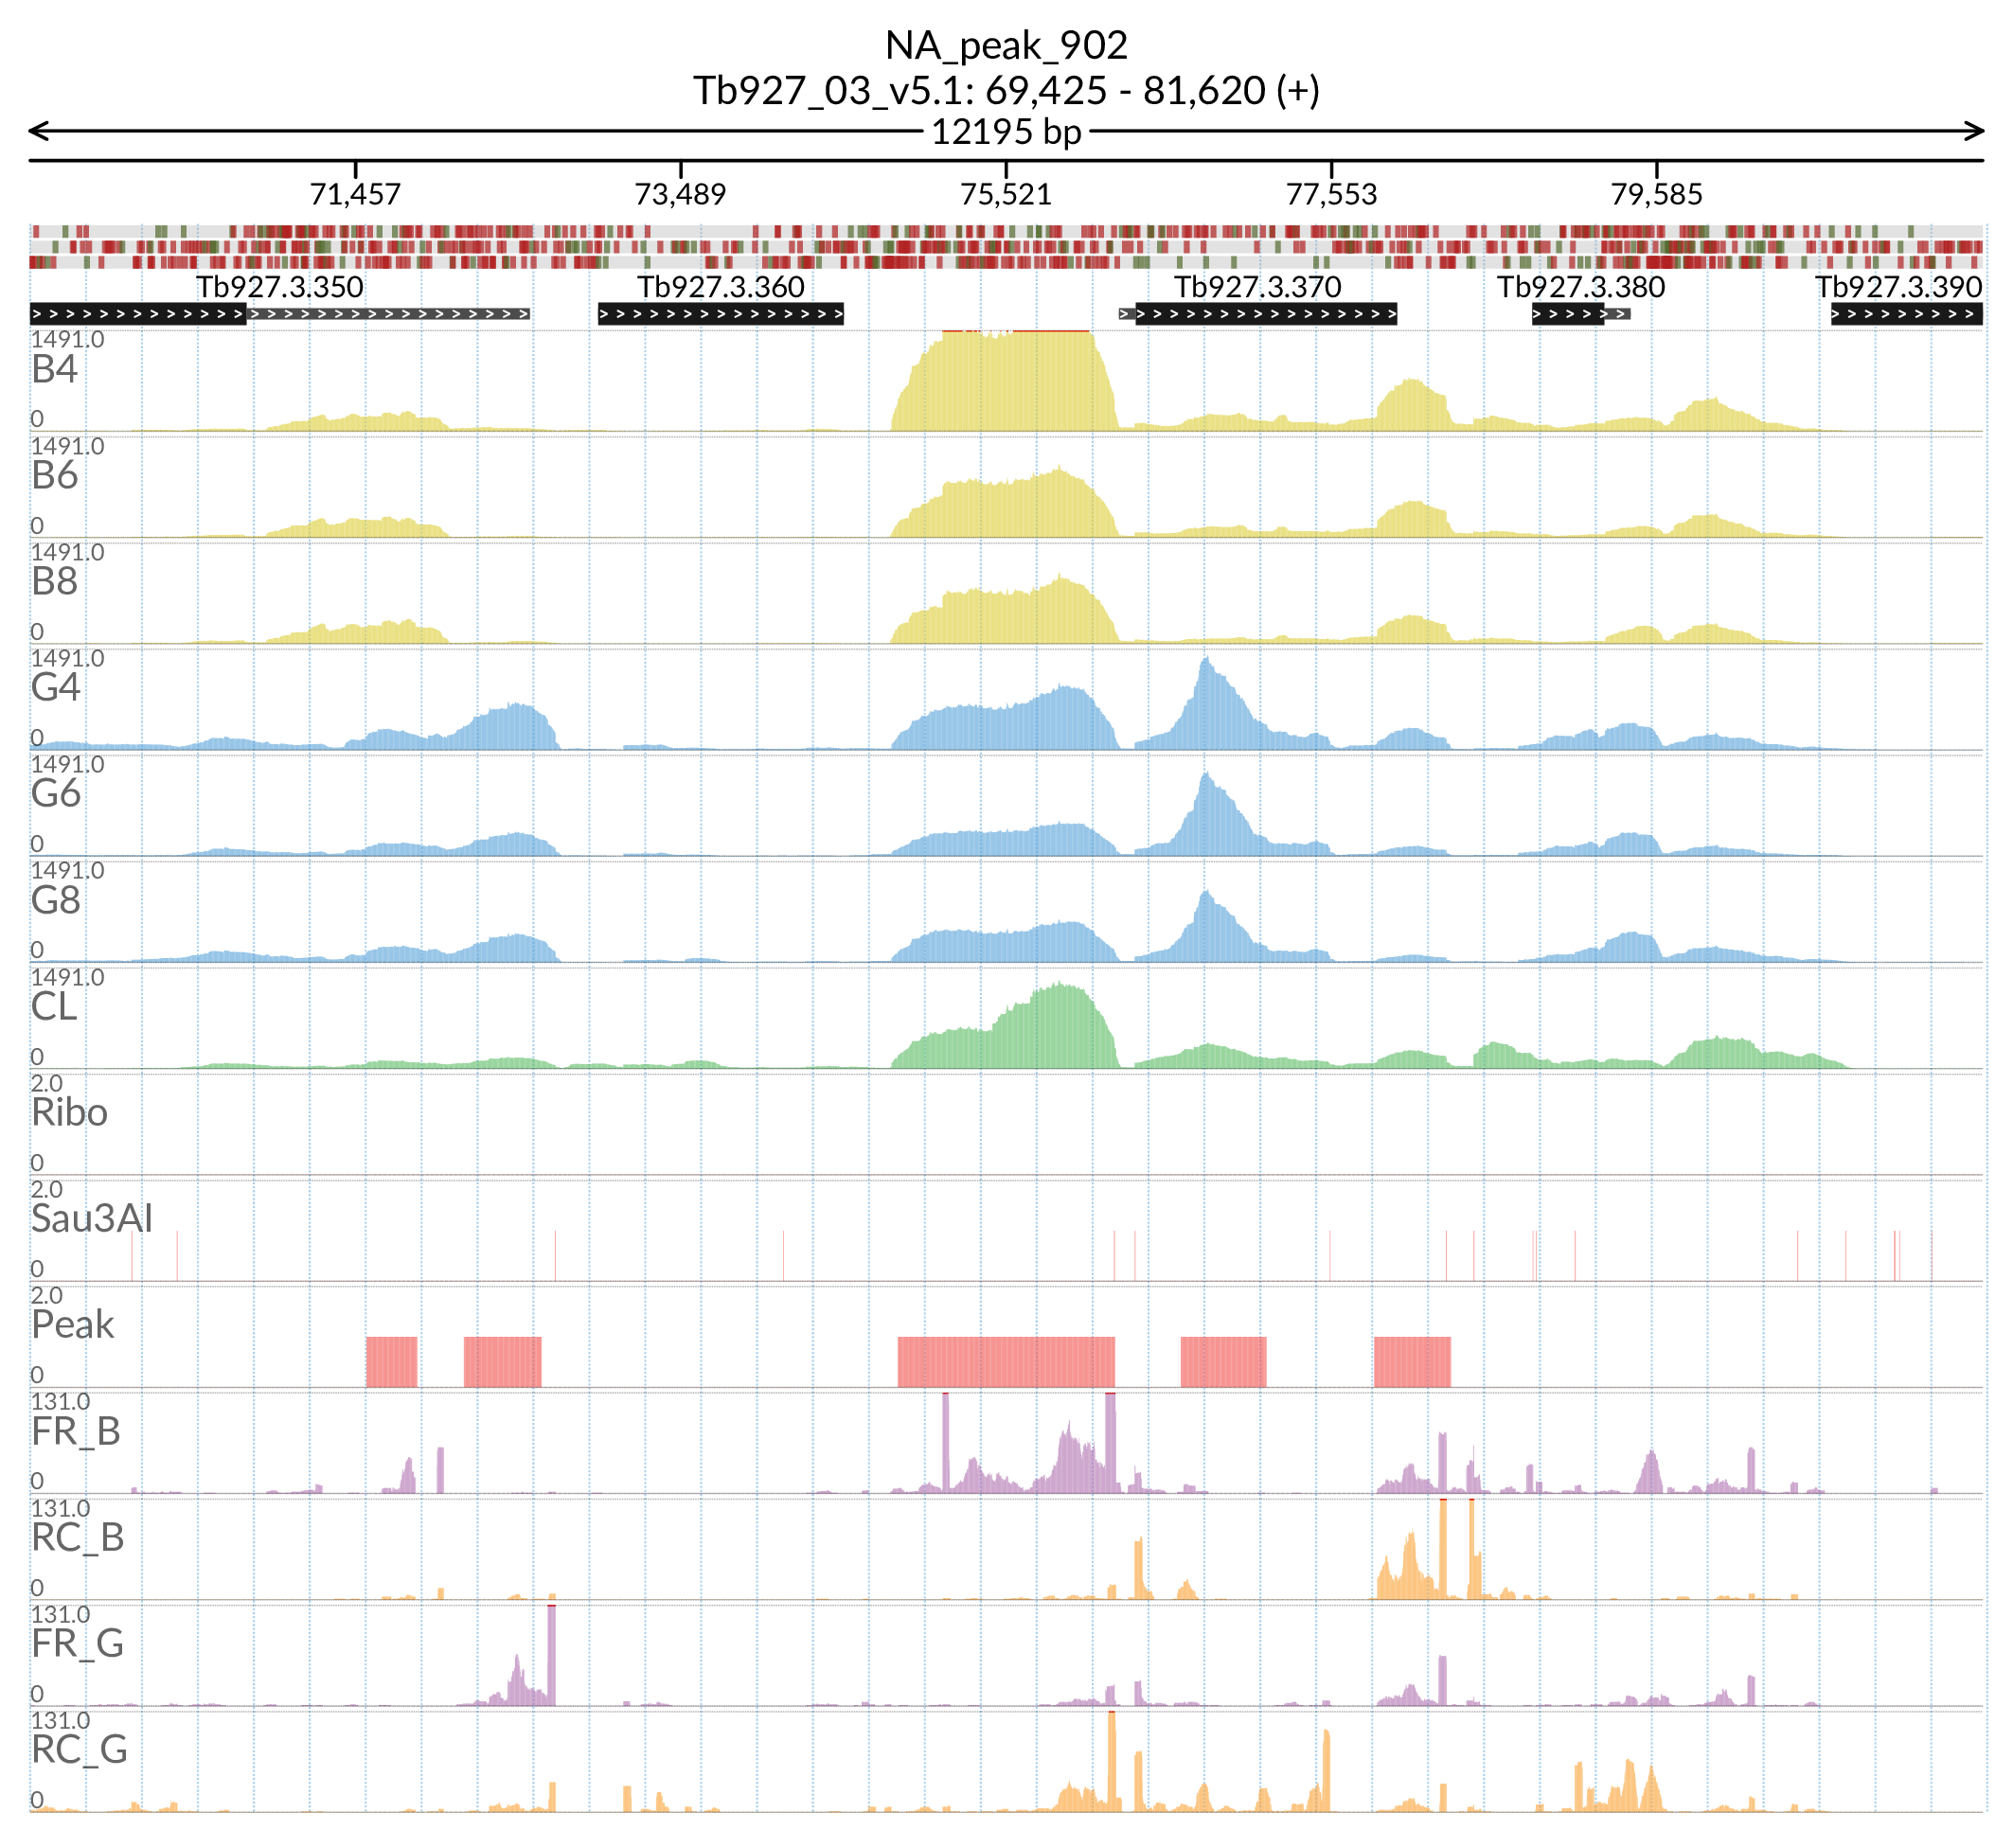 NA_peak_902
Tb927_03_v5.1: 69,425 - 81,620 (+)
12195 bp
71,457 73,489 75,521 77,553 79,585
Tb927.3.350 Tb927.3.360 Tb927.3.370 Tb927.3.380 Tb927.3.390
1491.0
B4
0
1491.0
B6
0
1491.0
B8
0
1491.0
G4
0
1491.0
G6
0
1491.0
G8
0
1491.0
CL
0
2.0
Ribo
0
2.0
Sau3AI
0
2.0
Peak
0
131.0
FR_B
0
131.0
RC_B
0
131.0
FR_G
0
131.0
RC_G
0